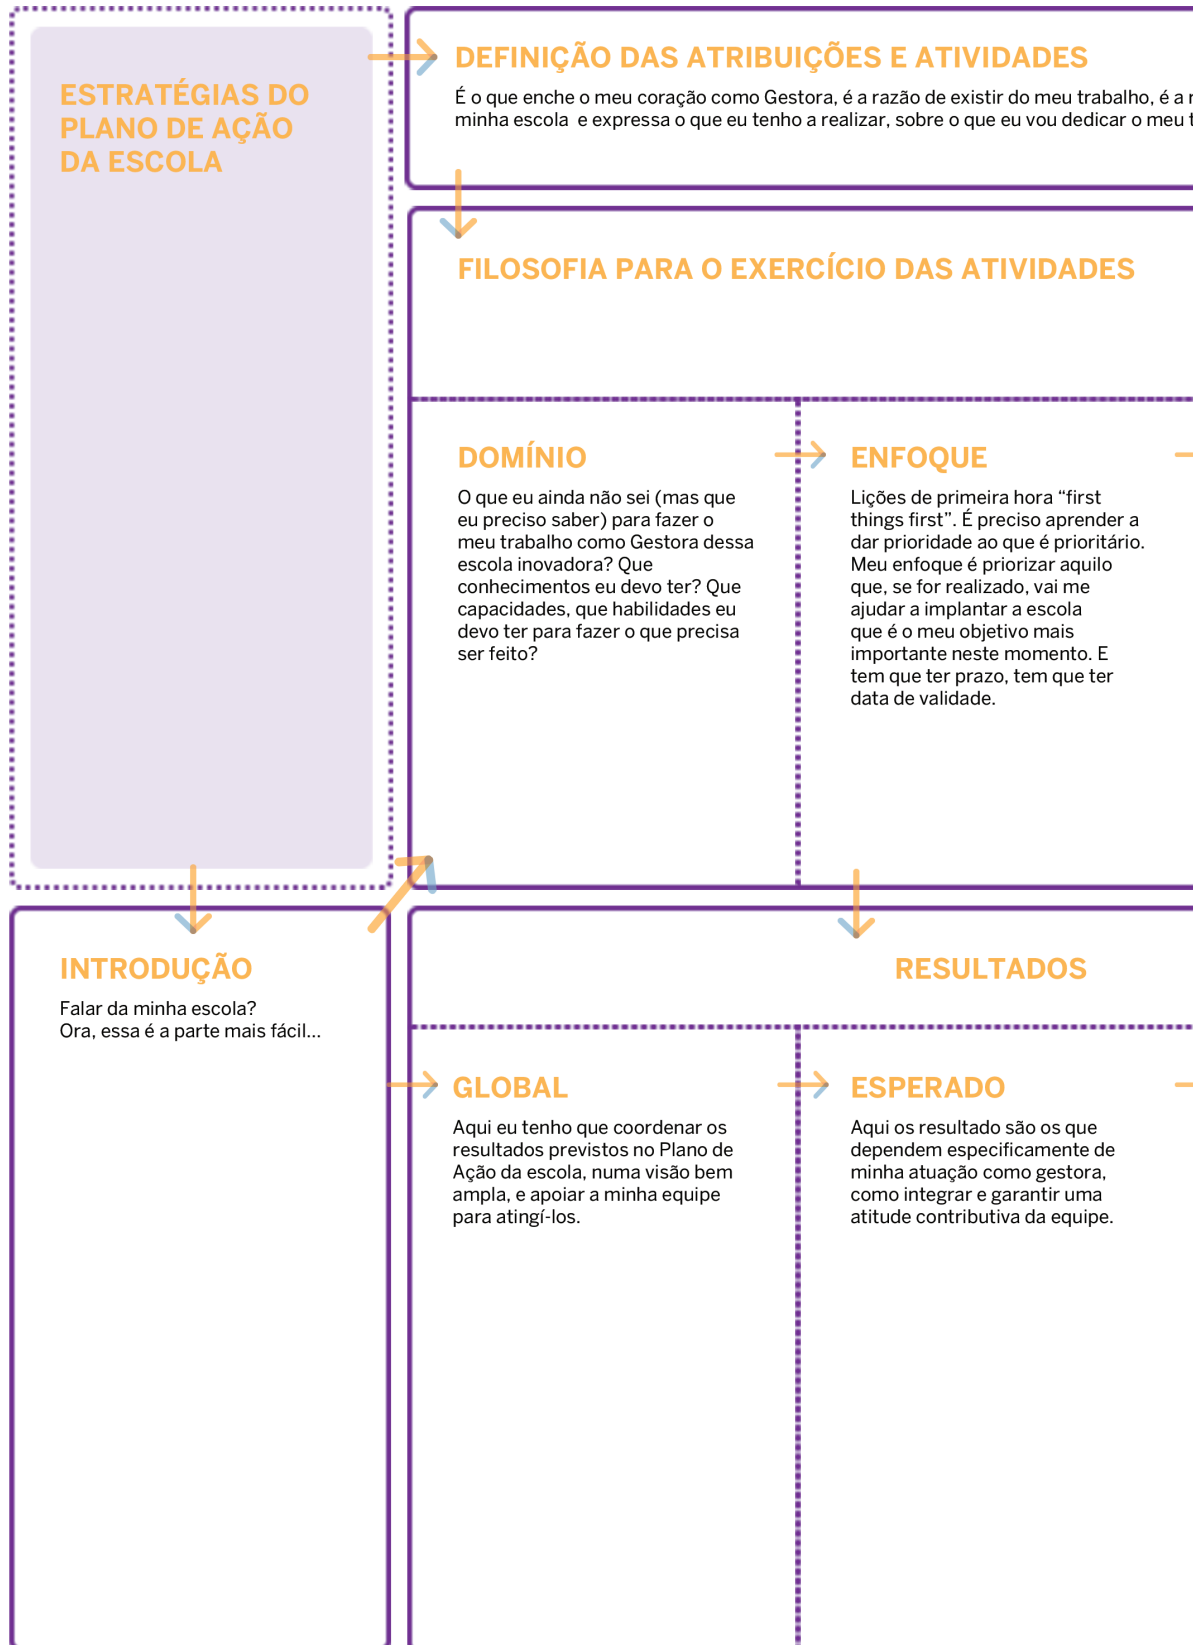 ESTRATÉGIAS DO
PLANO DE AÇÃO
DA ESCOLA
DEFINIÇÃO DAS ATRIBUIÇÕES E ATIVIDADES
É o que enche o meu coração como Gestora, é a razão de existir do meu trabalho, é a
minha escola e expressa o que eu tenho a realizar, sobre o que eu vou dedicar o meu
FILOSOFIA PARA O EXERCÍCIO DAS ATIVIDADES
DOMÍNIO
O que eu ainda não sei (mas que
eu preciso saber) para fazer o
meu trabalho como Gestora dessa
escola inovadora? Que
conhecimentos eu devo ter? Que
capacidades, que habilidades eu
devo ter para fazer o que precisa
ser feito?
ENFOQUE
Lições de primeira hora “first
things first”. É preciso aprender a
dar prioridade ao que é prioritário.
Meu enfoque é priorizar aquilo
que, se for realizado, vai me
ajudar a implantar a escola
que é o meu objetivo mais
importante neste momento. E
tem que ter prazo, tem que ter
data de validade.
INTRODUÇÃO
Falar da minha escola?
Ora, essa é a parte mais fácil...
RESULTADOS
GLOBAL
Aqui eu tenho que coordenar os
resultados previstos no Plano de
Ação da escola, numa visão bem
ampla, e apoiar a minha equipe
para atingí-los.
ESPERADO
Aqui os resultado são os que
dependem especificamente de
minha atuação como gestora,
como integrar e garantir uma
atitude contributiva da equipe.